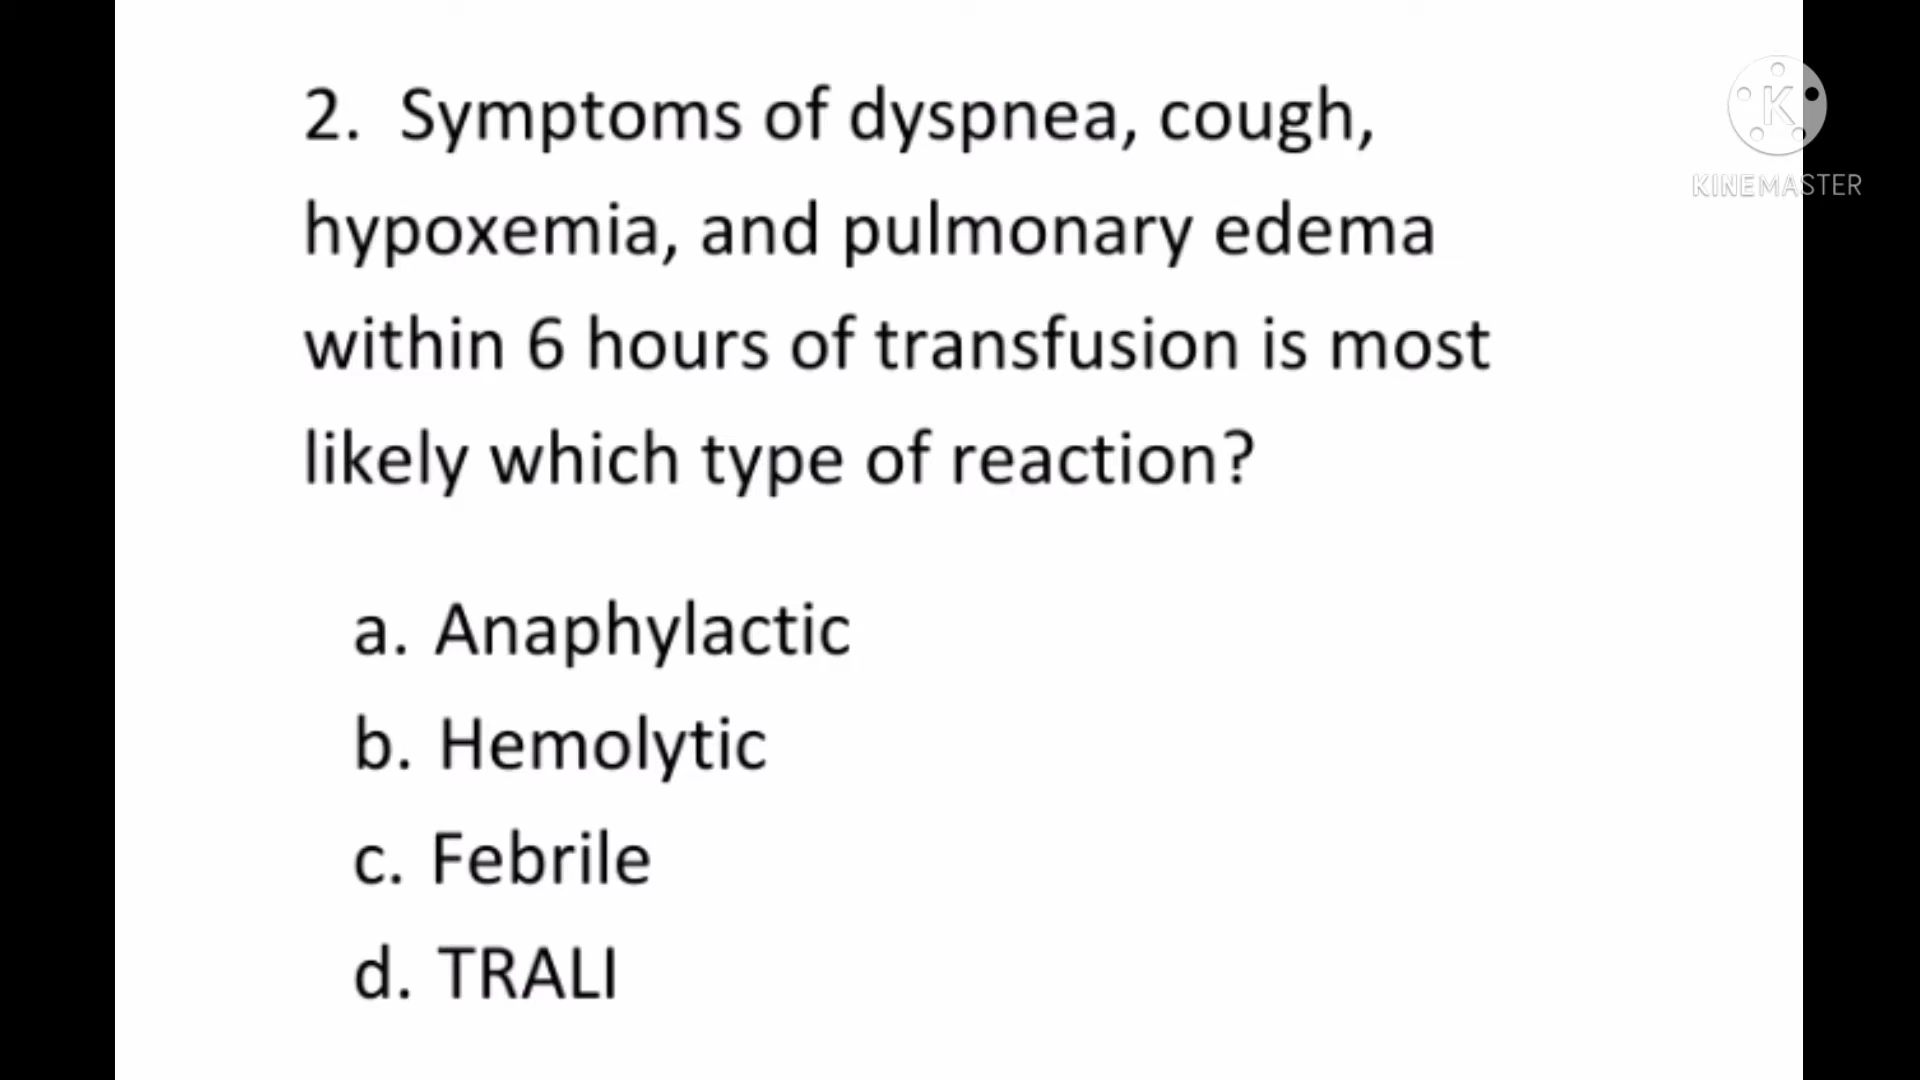 2. Symptoms of dyspnea, cough,
hypoxemia, and pulmonary edema
within 6 hours of transfusion is most
likely which type of reaction?
a. Anaphylactic
b. Hemolytic
c. Febrile
d. TRALI
K
KINEMASTER